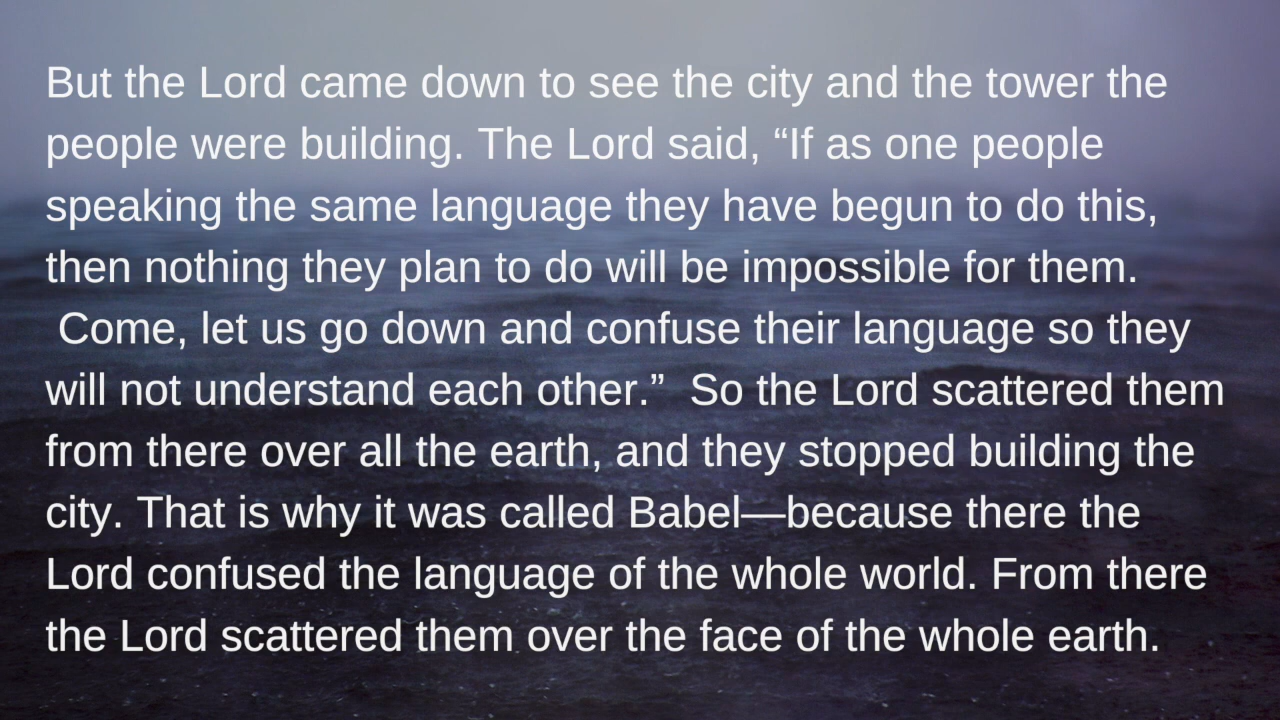 But the Lord came down to see the city and the tower the
people were building. The Lord said, “If as one people
speaking the same language they have begun to do this,
then nothing they plan to do will be impossible for them.
Come, let us go down and confuse their language so they
will not understand each other.”  So the Lord scattered them
from there over all the earth, and they stopped building the
city. That is why it was called Babel—because there the
Lord confused the language of the whole world. From there
the Lord scattered them over the face of the whole earth.